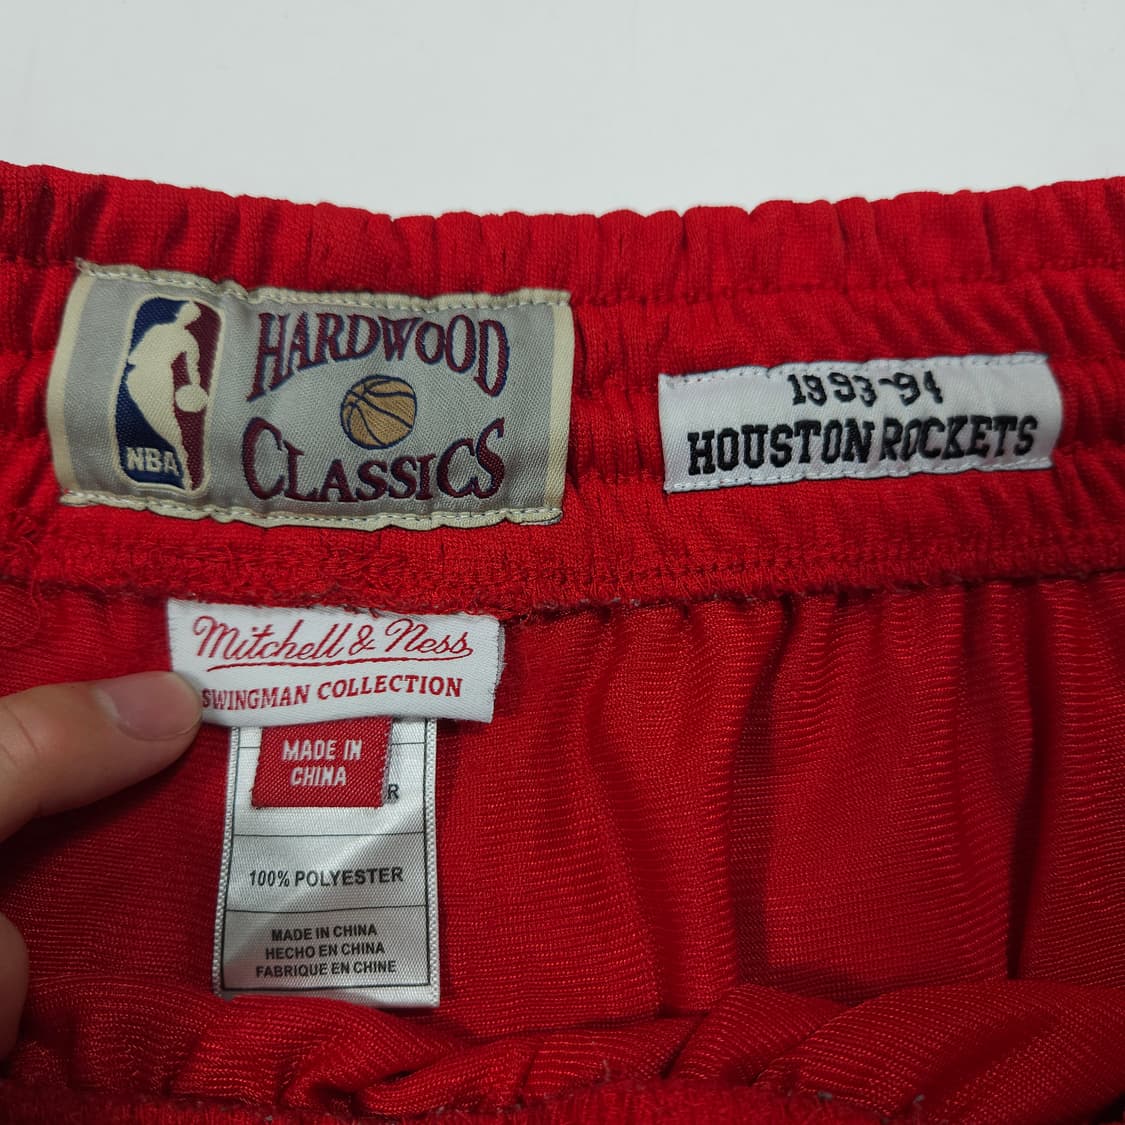 NBA
HARDWOOD
CLASSICS
1993-94
HOUSTON ROCKETS
Mitchell & Ness
SWINGMAN COLLECTION
MADE IN
CHINA
R
100% POLYESTER
MADE IN CHINA
HECHO EN CHINA
FABRIQUE EN CHINE